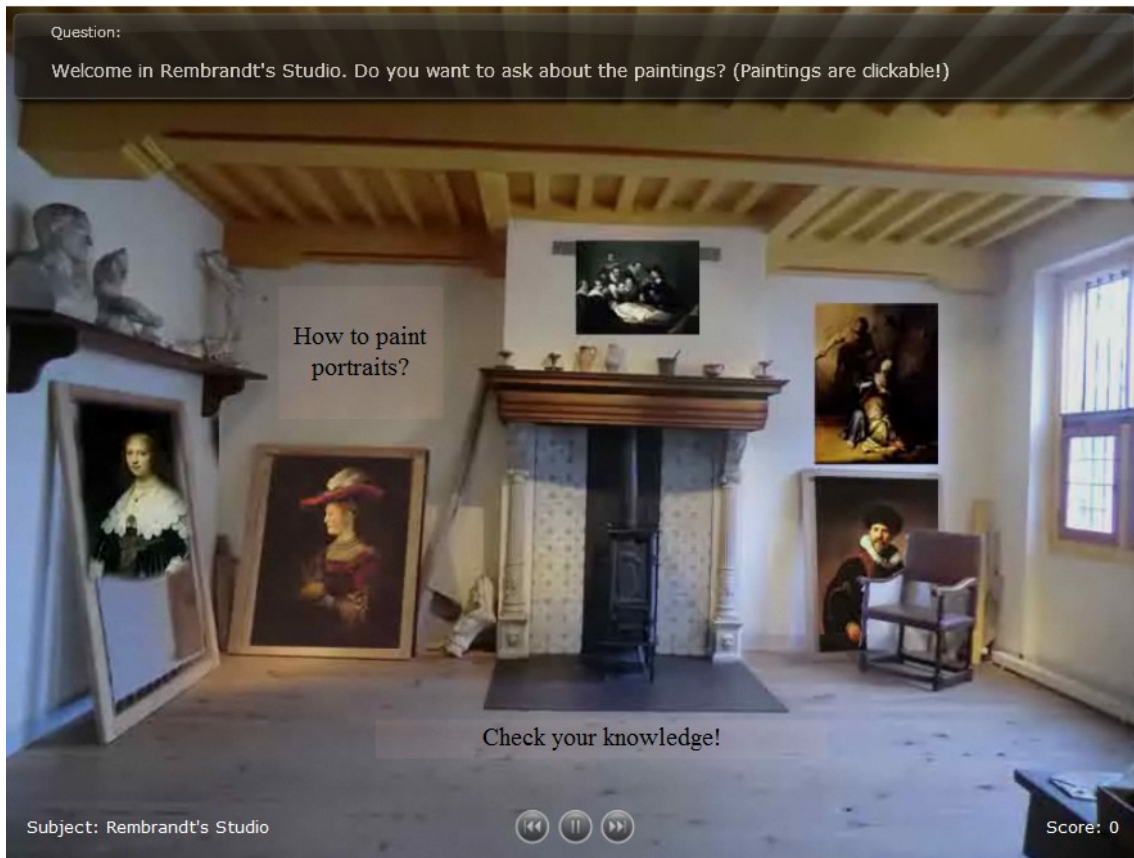 Question:
Welcome in Rembrandt's Studio. Do you want to ask about the paintings? (Paintings are clickable!)
How to paint
portraits?
Check your knowledge!
Subject: Rembrandt's Studio
Score: 0